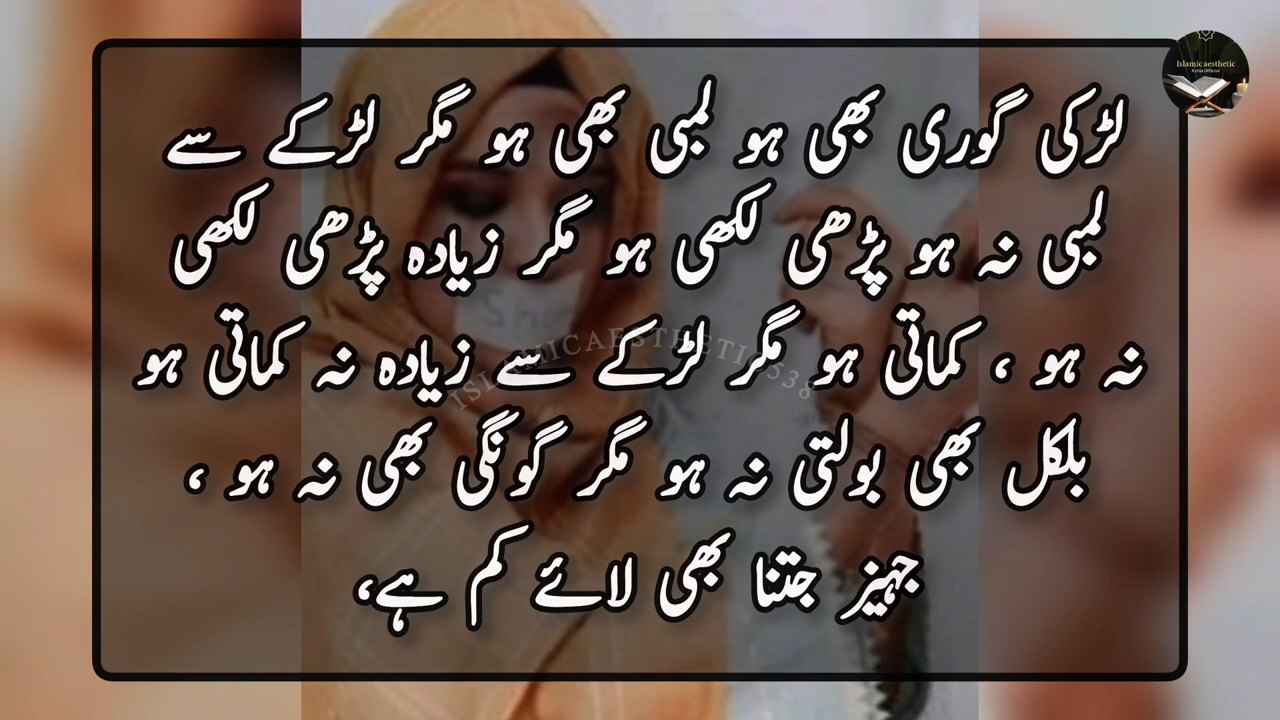 Islamic aesthetic
لڑکی گوری بھی ہو لمبی بھی ہو مگر لڑکے سے
لمبی نہ ہو پڑھی لکھی ہو مگر زیادہ پڑھی لکھی
نہ ہو ، کماتی ہو مگر لڑکے سے زیادہ نہ کماتی ہو
بلکل بھی بولتی نہ ہو مگر گونگی بھی نہ ہو ،
جہیز جتنا بھی لائے کم ہے،